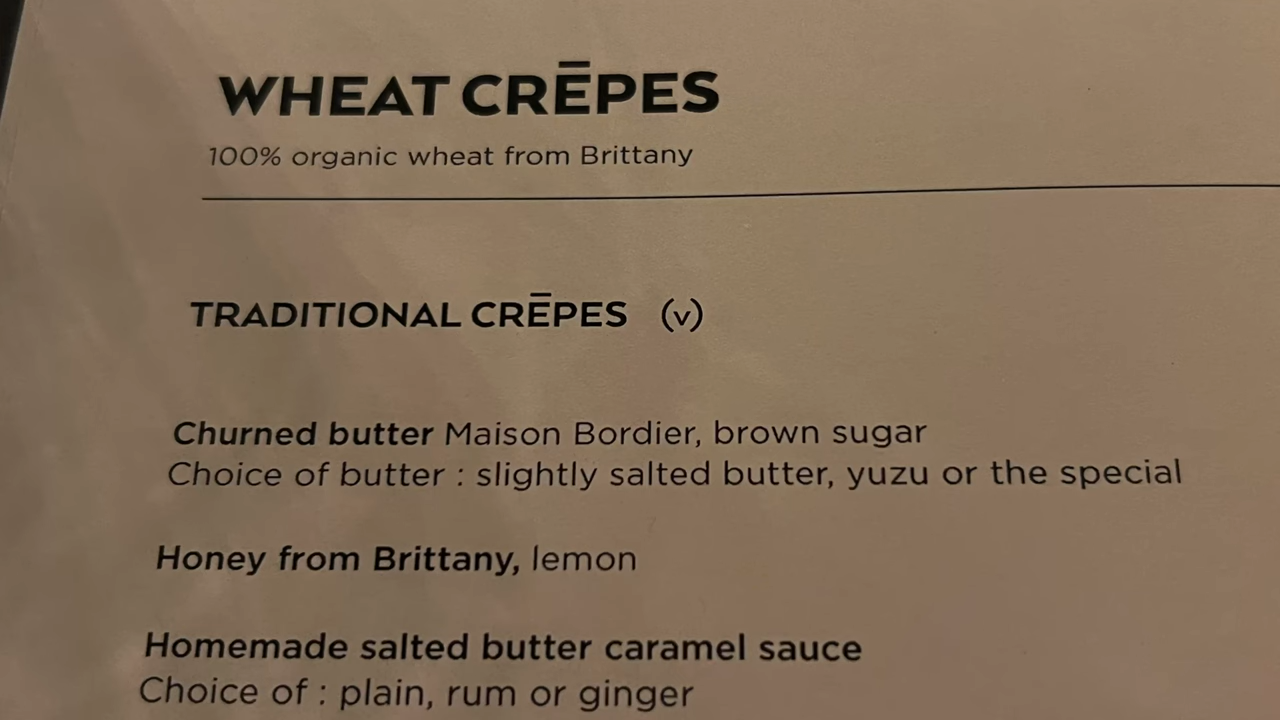 WHEAT CRĒPES
100% organic wheat from Brittany
TRADITIONAL CRĒPES (v)
Churned butter Maison Bordier, brown sugar
Choice of butter : slightly salted butter, yuzu or the special
Honey from Brittany, lemon
Homemade salted butter caramel sauce
Choice of : plain, rum or ginger